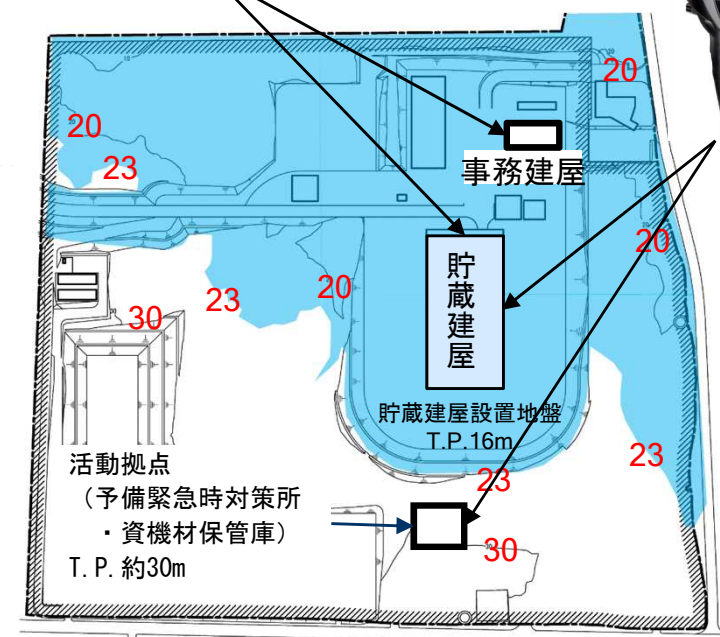 20
20
事務建屋
23
20
貯蔵建屋
23
20
30
貯蔵建屋設置地盤
T.P.16m
23
23
活動拠点
(予備緊急時対策所
・資機材保管庫)
T.P.約30m
30